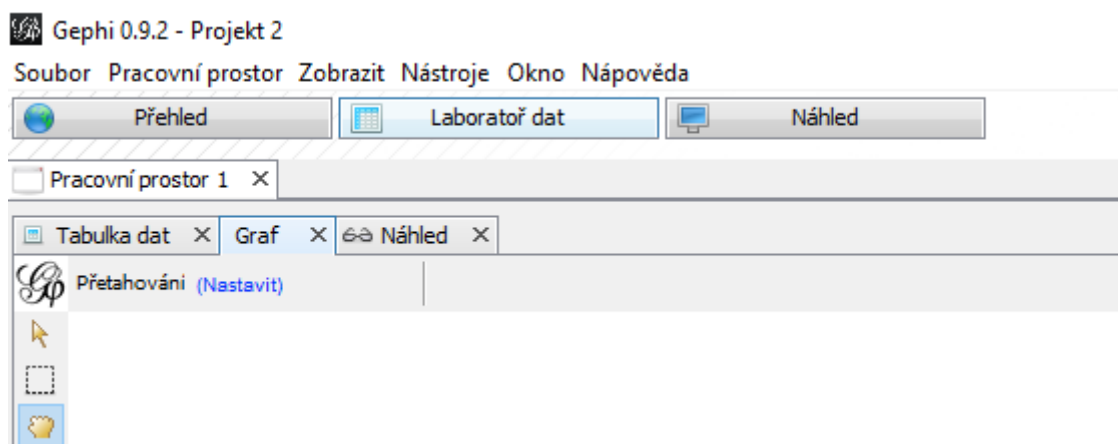 Gephi 0.9.2 - Projekt 2
Soubor Pracovní prostor Zobrazit Nástroje Okno Nápověda
Přehled Laboratoř dat Náhled
Pracovní prostor 1
Tabulka dat Graf Náhled
Přetahování (Nastavit)